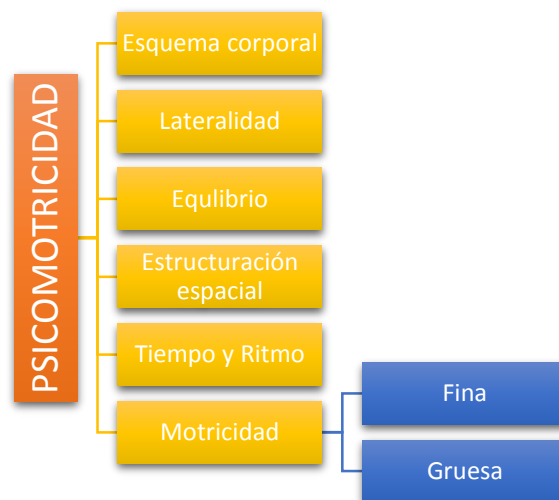 PSICOMOTRICIDAD
Esquema corporal
Lateralidad
Equlibrio
Estructuración
espacial
Tiempo y Ritmo
Motricidad
Fina
Gruesa